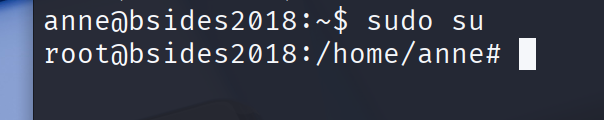 anne@bsides2018:~$ sudo su
root@bsides2018:/home/anne#